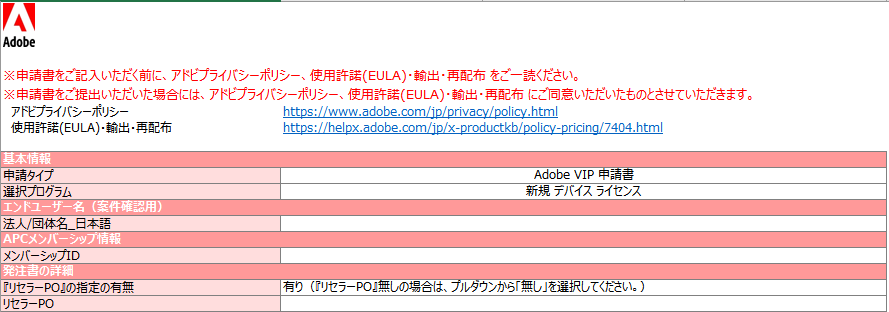 Adobe
※申請書をご記入いただく前に、アドビプライバシーポリシー、使用許諾(EULA)・輸出・再配布 をご一読ください。
※申請書をご提出いただいた場合には、アドビプライバシーポリシー、使用許諾(EULA)・輸出・再配布 にご同意いただいたものとさせていただきます。
アドビプライバシーポリシー https://www.adobe.com/jp/privacy/policy.html
使用許諾(EULA)・輸出・再配布 https://helpx.adobe.com/jp/x-productkb/policy-pricing/7404.html
基本情報
申請タイプ Adobe VIP 申請書
選択プログラム 新規 デバイス ライセンス
エンドユーザー名（案件確認用）
法人/団体名_日本語
APCメンバーシップ情報
メンバーシップID
発注書の詳細
『リセラーPO』の指定の有無 有り（『リセラーPO』無しの場合は、プルダウンから「無し」を選択してください。）
リセラーPO